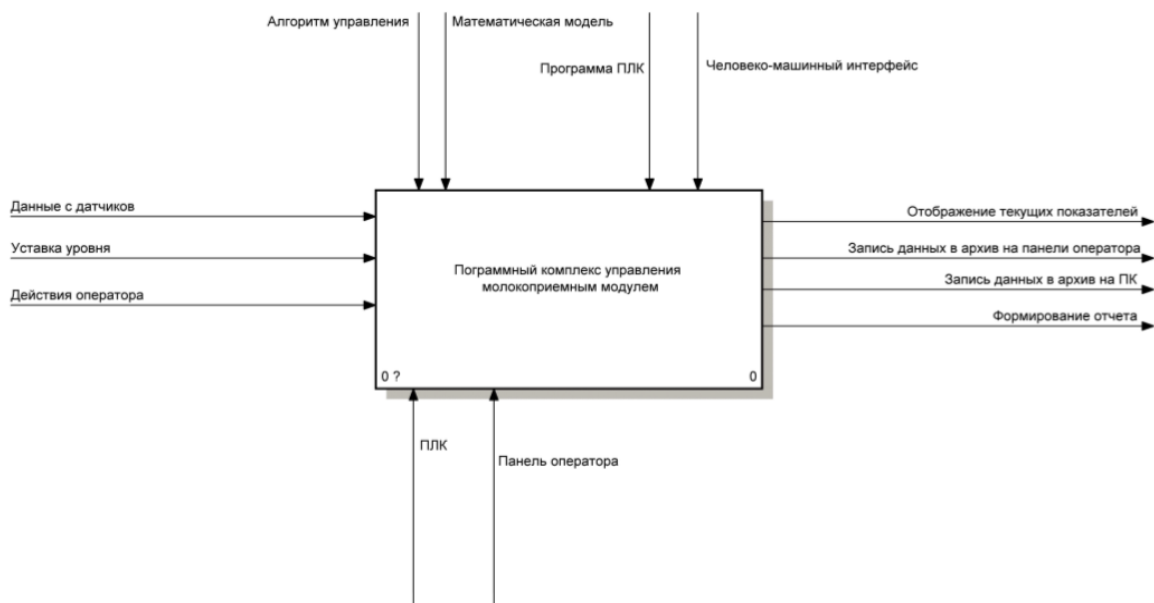 Алгоритм управления
Математическая модель
Программа ПЛК
Человеко-машинный интерфейс
Данные с датчиков
Уставка уровня
Действия оператора
Пограммный комплекс управления
молокоприемным модулем
0 ?
0
Отображение текущих показателей
Запись данных в архив на панели оператора
Запись данных в архив на ПК
Формирование отчета
ПЛК
Панель оператора